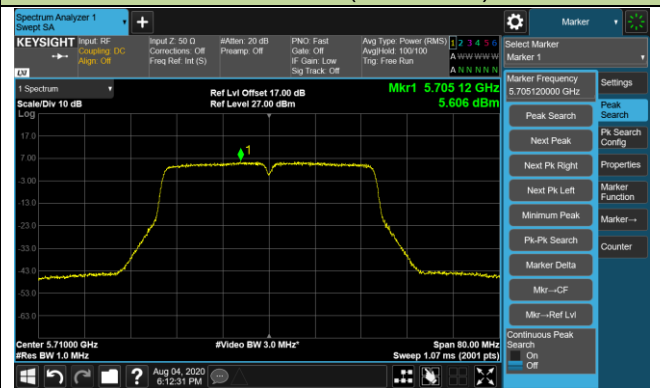 Spectrum Analyzer 1
Swept SA
Marker
KEYSIGHT
Input: RF
Coupling: DC
Align: Off
Input Z: 50 Ω
Corrections: Off
Freq Ref: Int (S)
#Atten: 20 dB
Preamp: Off
PNO: Fast
Gate: Off
IF Gain: Low
Sig Track: Off
Avg Type: Power (RMS)
Avg|Hold: 100/100
Trig: Free Run
1 2 3 4 5 6
A W W W W W
A N N N N N
Select Marker
Marker 1
LXI
1 Spectrum
Scale/Div 10 dB
Log
Ref Lvl Offset 17.00 dB
Ref Level 27.00 dBm
Mkr1 5.705 12 GHz
5.606 dBm
17.0
7.00
-3.00
-13.0
-23.0
-33.0
-43.0
-53.0
-63.0
1
Center 5.71000 GHz
#Res BW 1.0 MHz
#Video BW 3.0 MHz*
Span 80.00 MHz
Sweep 1.07 ms (2001 pts)
Marker Frequency
5.705120000 GHz
Peak Search
Next Peak
Next Pk Right
Next Pk Left
Minimum Peak
Pk-Pk Search
Marker Delta
Mkr→CF
Mkr→Ref Lvl
Continuous Peak
Search
On
Off
Settings
Peak
Search
Pk Search
Config
Properties
Marker
Function
Marker→
Counter
Aug 04, 2020
6:12:31 PM